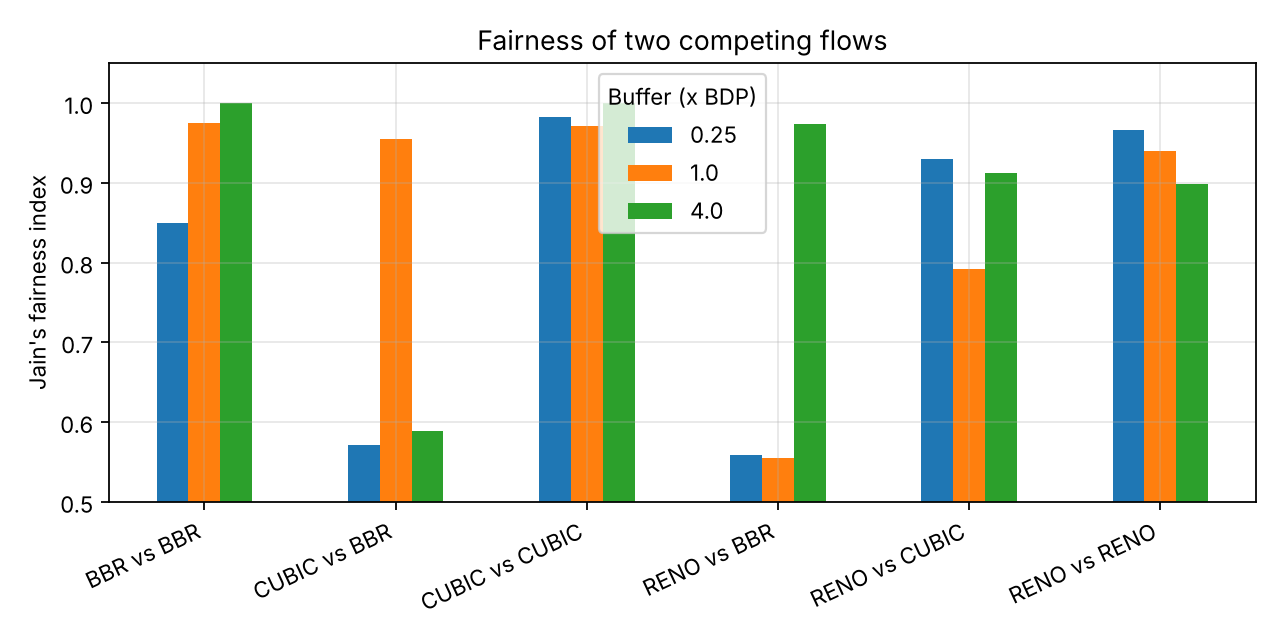 Fairness of two competing flows
Jain's fairness index
1.0
0.9
0.8
0.7
0.6
0.5
Buffer (x BDP)
0.25
1.0
4.0
BBR vs BBR
CUBIC vs BBR
CUBIC vs CUBIC
RENO vs BBR
RENO vs CUBIC
RENO vs RENO